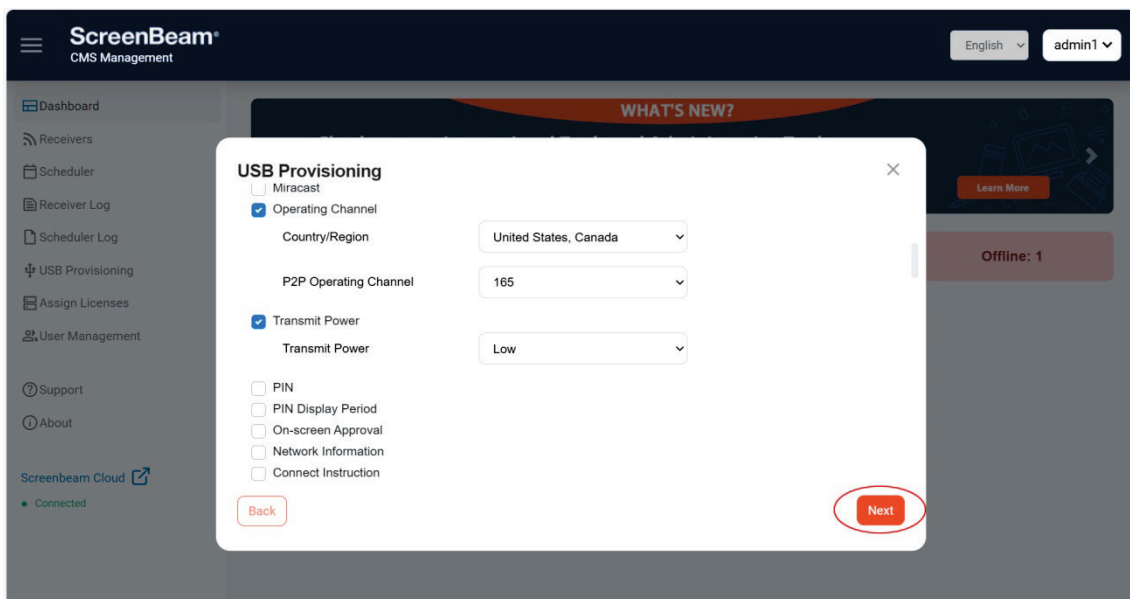 ScreenBeam®
CMS Management
English
admin1
Dashboard
Receivers
Scheduler
Receiver Log
Scheduler Log
USB Provisioning
Assign Licenses
User Management
Support
About
Screenbeam Cloud
Connected
WHAT'S NEW?
Learn More
Offline: 1
USB Provisioning
Miracast
Operating Channel
Country/Region United States, Canada
P2P Operating Channel 165
Transmit Power
Transmit Power Low
PIN
PIN Display Period
On-screen Approval
Network Information
Connect Instruction
Back
Next